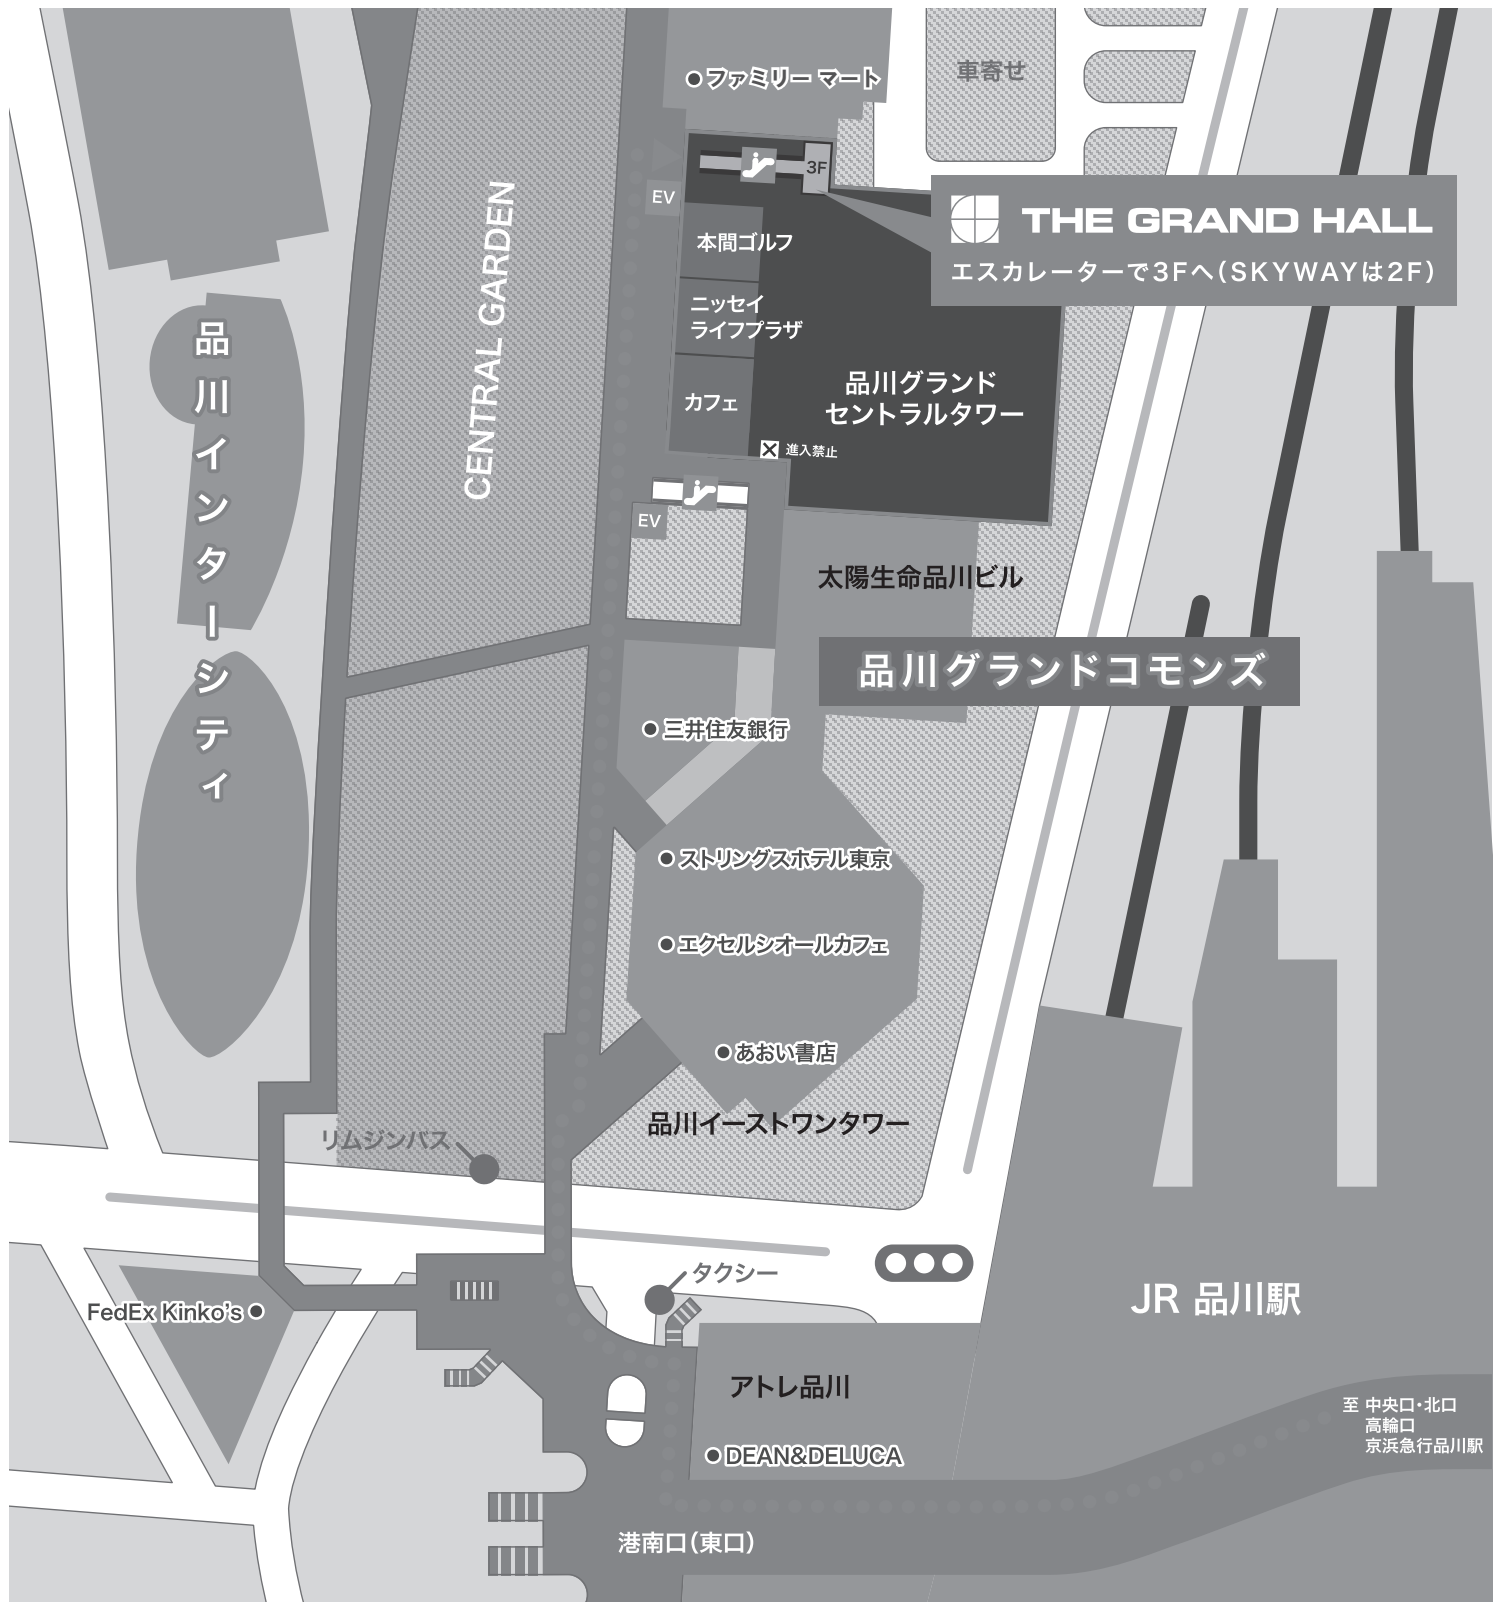 ファミリー マート
車寄せ
3F
EV
THE GRAND HALL
エスカレーターで3Fへ(SKYWAYは2F)
本間ゴルフ
ニッセイ
ライフプラザ
カフェ
品川グランド
セントラルタワー
進入禁止
CENTRAL GARDEN
品川インターシティ
EV
太陽生命品川ビル
品川グランドコモンズ
三井住友銀行
ストリングスホテル東京
エクセルシオールカフェ
あおい書店
品川イーストワンタワー
リムジンバス
タクシー
FedEx Kinko's
JR 品川駅
アトレ品川
DEAN&DELUCA
至 中央口・北口
高輪口
京浜急行品川駅
港南口(東口)